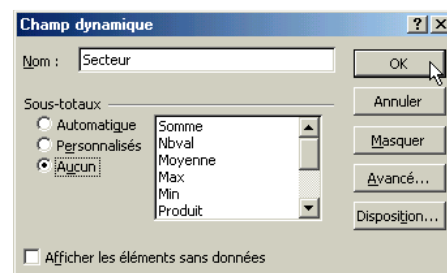 Champ dynamique
Nom : Secteur
OK
Annuler
Masquer
Avancé...
Disposition...
Sous-totaux
Automatique
Personnalisés
Aucun
Somme
Nbval
Moyenne
Max
Min
Produit
Afficher les éléments sans données